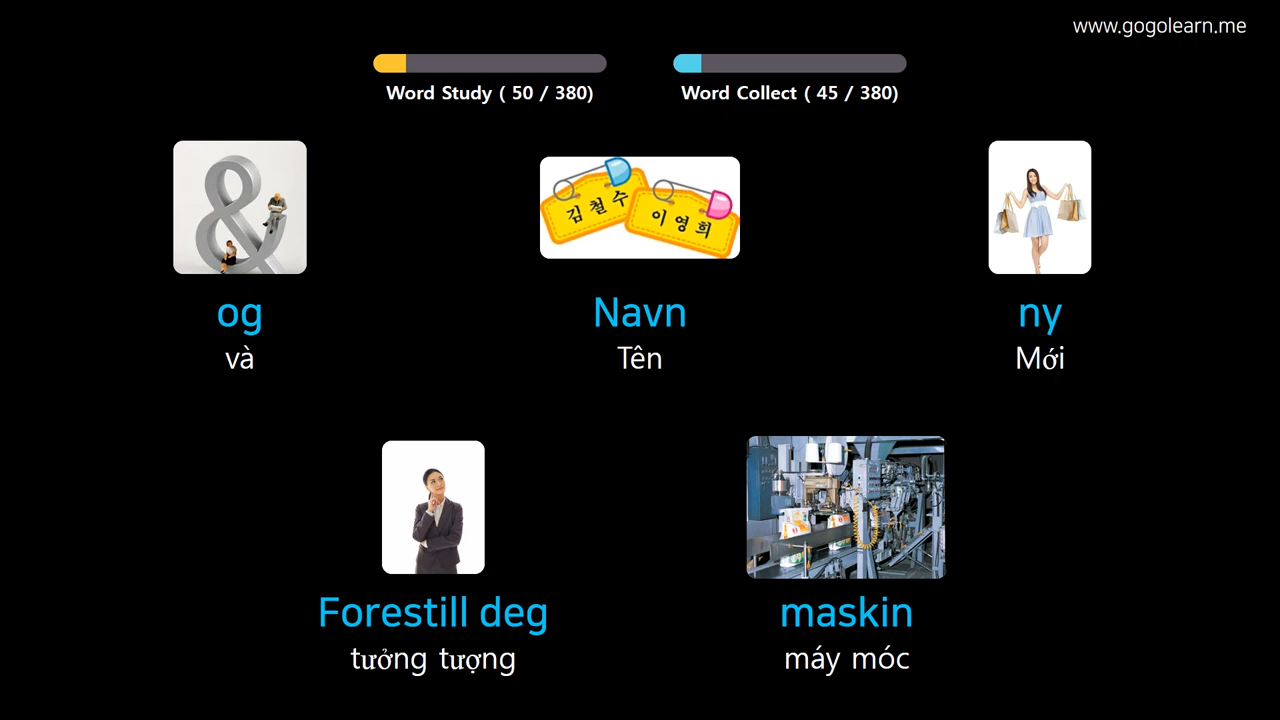 www.gogolearn.me
Word Study ( 50 / 380)
Word Collect ( 45 / 380)
김철수
이영희
og
và
Navn
Tên
ny
Mới
Forestill deg
tưởng tượng
maskin
máy móc